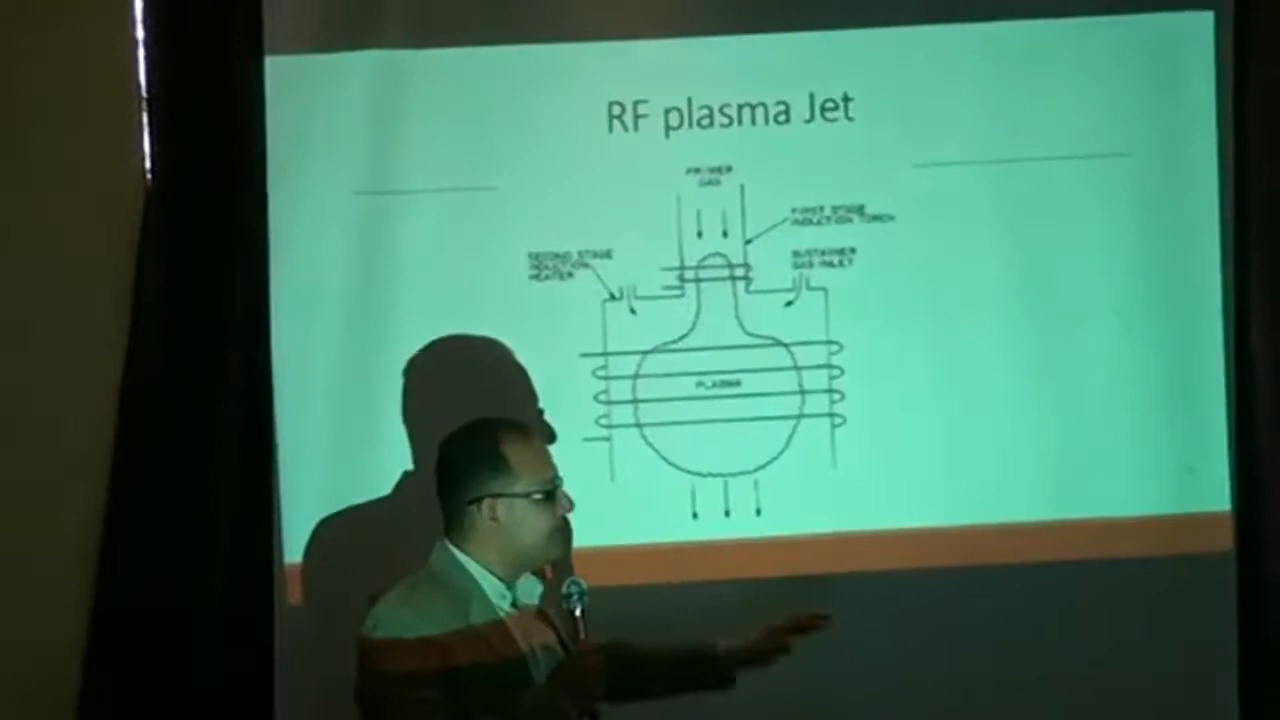 RF plasma Jet
PRIMER
GAS
FIRST STAGE
INDUCTION TORCH
SECOND STAGE
INDUCTION
HEATER
SUSTAINER
GAS INLET
PLASMA